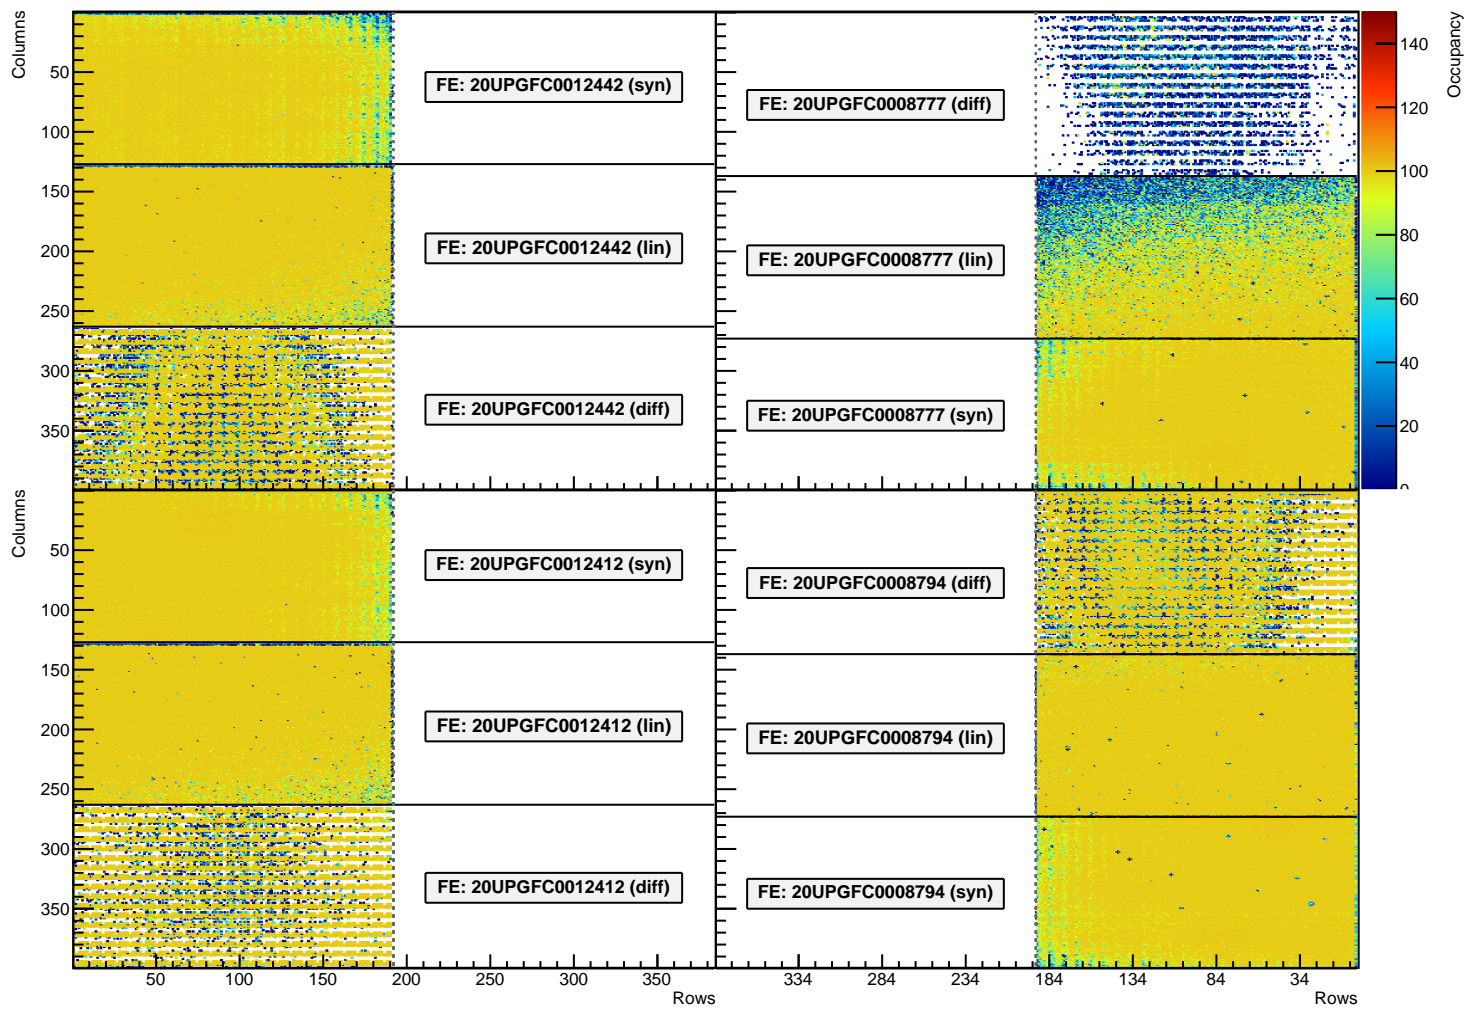 Columns
50
100
150
200
250
300
350
FE: 20UPGFC0012442 (syn)
FE: 20UPGFC0012442 (lin)
FE: 20UPGFC0012442 (diff)
FE: 20UPGFC0008777 (diff)
FE: 20UPGFC0008777 (lin)
FE: 20UPGFC0008777 (syn)
Occupancy
140
120
100
80
60
40
20
0
Columns
50
100
150
200
250
300
350
FE: 20UPGFC0012412 (syn)
FE: 20UPGFC0012412 (lin)
FE: 20UPGFC0012412 (diff)
FE: 20UPGFC0008794 (diff)
FE: 20UPGFC0008794 (lin)
FE: 20UPGFC0008794 (syn)
50 100 150 200 250 300 350
Rows
334 284 234 184 134 84 34
Rows